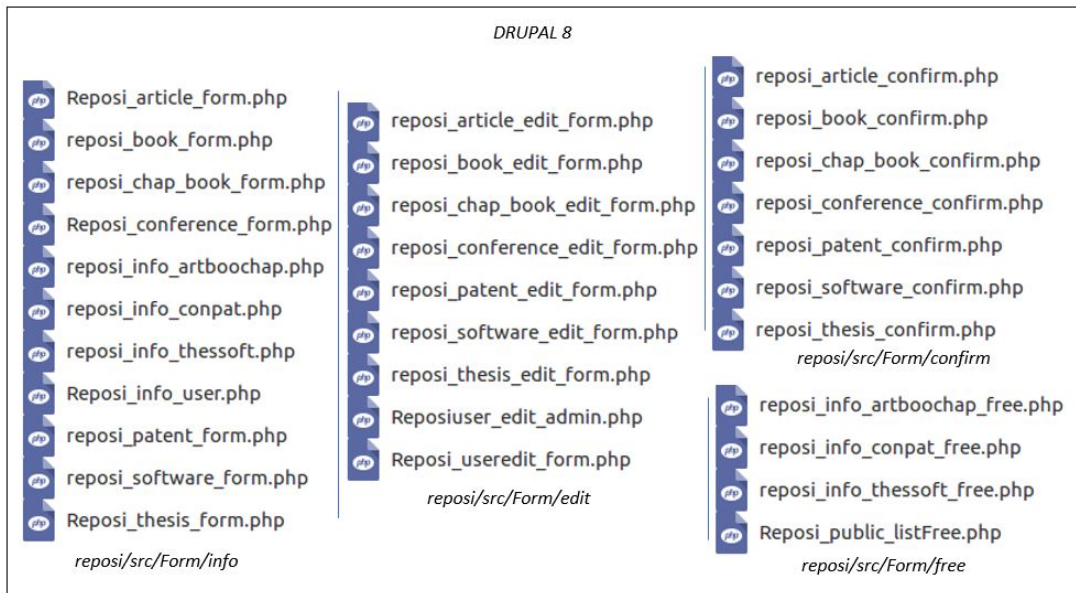 DRUPAL 8
Reposi_article_form.php
reposi_book_form.php
reposi_chap_book_form.php
Reposi_conference_form.php
reposi_info_artboochap.php
reposi_info_conpat.php
reposi_info_thessoft.php
Reposi_info_user.php
reposi_patent_form.php
reposi_software_form.php
Reposi_thesis_form.php
reposi/src/Form/info
reposi_article_edit_form.php
reposi_book_edit_form.php
reposi_chap_book_edit_form.php
reposi_conference_edit_form.php
reposi_patent_edit_form.php
reposi_software_edit_form.php
reposi_thesis_edit_form.php
Reposiuser_edit_admin.php
Reposi_useredit_form.php
reposi/src/Form/edit
reposi_article_confirm.php
reposi_book_confirm.php
reposi_chap_book_confirm.php
reposi_conference_confirm.php
reposi_patent_confirm.php
reposi_software_confirm.php
reposi_thesis_confirm.php
reposi/src/Form/confirm
reposi_info_artboochap_free.php
reposi_info_conpat_free.php
reposi_info_thessoft_free.php
Reposi_public_listFree.php
reposi/src/Form/free